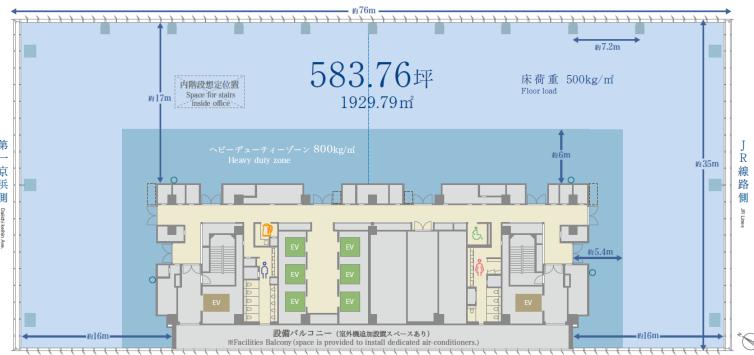 約76m
583.76坪
1929.79㎡
内階段想定位置
Space for stairs
inside office
床荷重 500kg/㎡
Floor load
約7.2m
約17m
ヘビーデューティーゾーン 800kg/㎡
Heavy duty zone
約6m
約35m
第一京浜側
Daiichi-keihin Ave.
JR線路側
JR Lines
EV
EV
EV
EV
EV
EV
EV
EV
約5.4m
約16m
約16m
設備バルコニー（室外機追加設置スペースあり）
※Facilities Balcony (space is provided to install dedicated air-conditioners.)